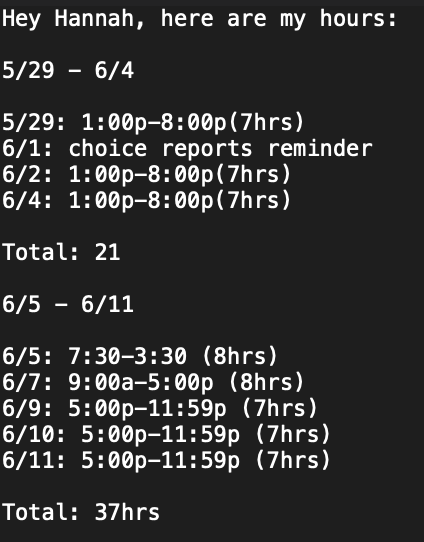 Hey Hannah, here are my hours:
5/29 – 6/4
5/29: 1:00p–8:00p(7hrs)
6/1: choice reports reminder
6/2: 1:00p–8:00p(7hrs)
6/4: 1:00p–8:00p(7hrs)
Total: 21
6/5 – 6/11
6/5: 7:30–3:30 (8hrs)
6/7: 9:00a–5:00p (8hrs)
6/9: 5:00p–11:59p (7hrs)
6/10: 5:00p–11:59p (7hrs)
6/11: 5:00p–11:59p (7hrs)
Total: 37hrs